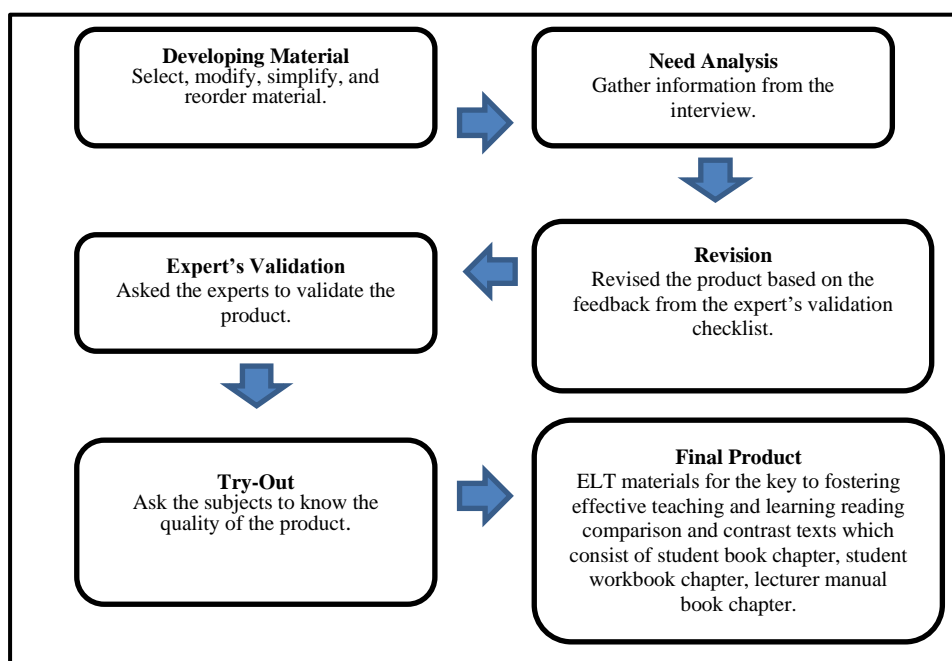 Developing Material
Select, modify, simplify, and
reorder material.
Need Analysis
Gather information from the
interview.
Revision
Revised the product based on the
feedback from the expert’s validation
checklist.
Expert’s Validation
Asked the experts to validate the
product.
Try-Out
Ask the subjects to know the
quality of the product.
Final Product
ELT materials for the key to fostering
effective teaching and learning reading
comparison and contrast texts which
consist of student book chapter, student
workbook chapter, lecturer manual
book chapter.